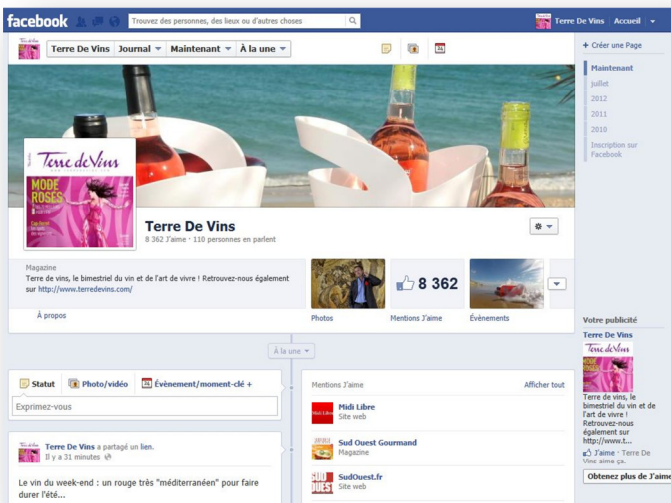 facebook
Trouvez des personnes, des lieux ou d'autres choses
Terre De Vins
Accueil
Terre De Vins
Journal
Maintenant
À la une
+ Créer une Page
Maintenant
juillet
2012
2011
2010
Inscription sur
Facebook
Terre de Vins
MODE
ROSÉS
Terre De Vins
8 362 J'aime · 110 personnes en parlent
Magazine
Terre de vins, le bimestriel du vin et de l'art de vivre ! Retrouvez-nous également
sur http://www.terredevins.com/
À propos
8 362
Photos
Mentions J'aime
Évènements
À la une
Statut
Photo/vidéo
Évènement/moment-clé +
Exprimez-vous
Terre De Vins a partagé un lien.
Il y a 31 minutes
Le vin du week-end : un rouge très "méditerranéen" pour faire
durer l'été...
Mentions J'aime
Afficher tout
Midi Libre
Site web
Sud Ouest Gourmand
Magazine
SUD
OUEST
SudOuest.fr
Site web
Votre publicité
Terre De Vins
Terre de Vins
Terre de vins, le
bimestriel du vin et de
l'art de vivre !
Retrouvez-nous
également sur
http://www.t...
J'aime · Terre De
Vins aime ça.
Obtenez plus de J'aime